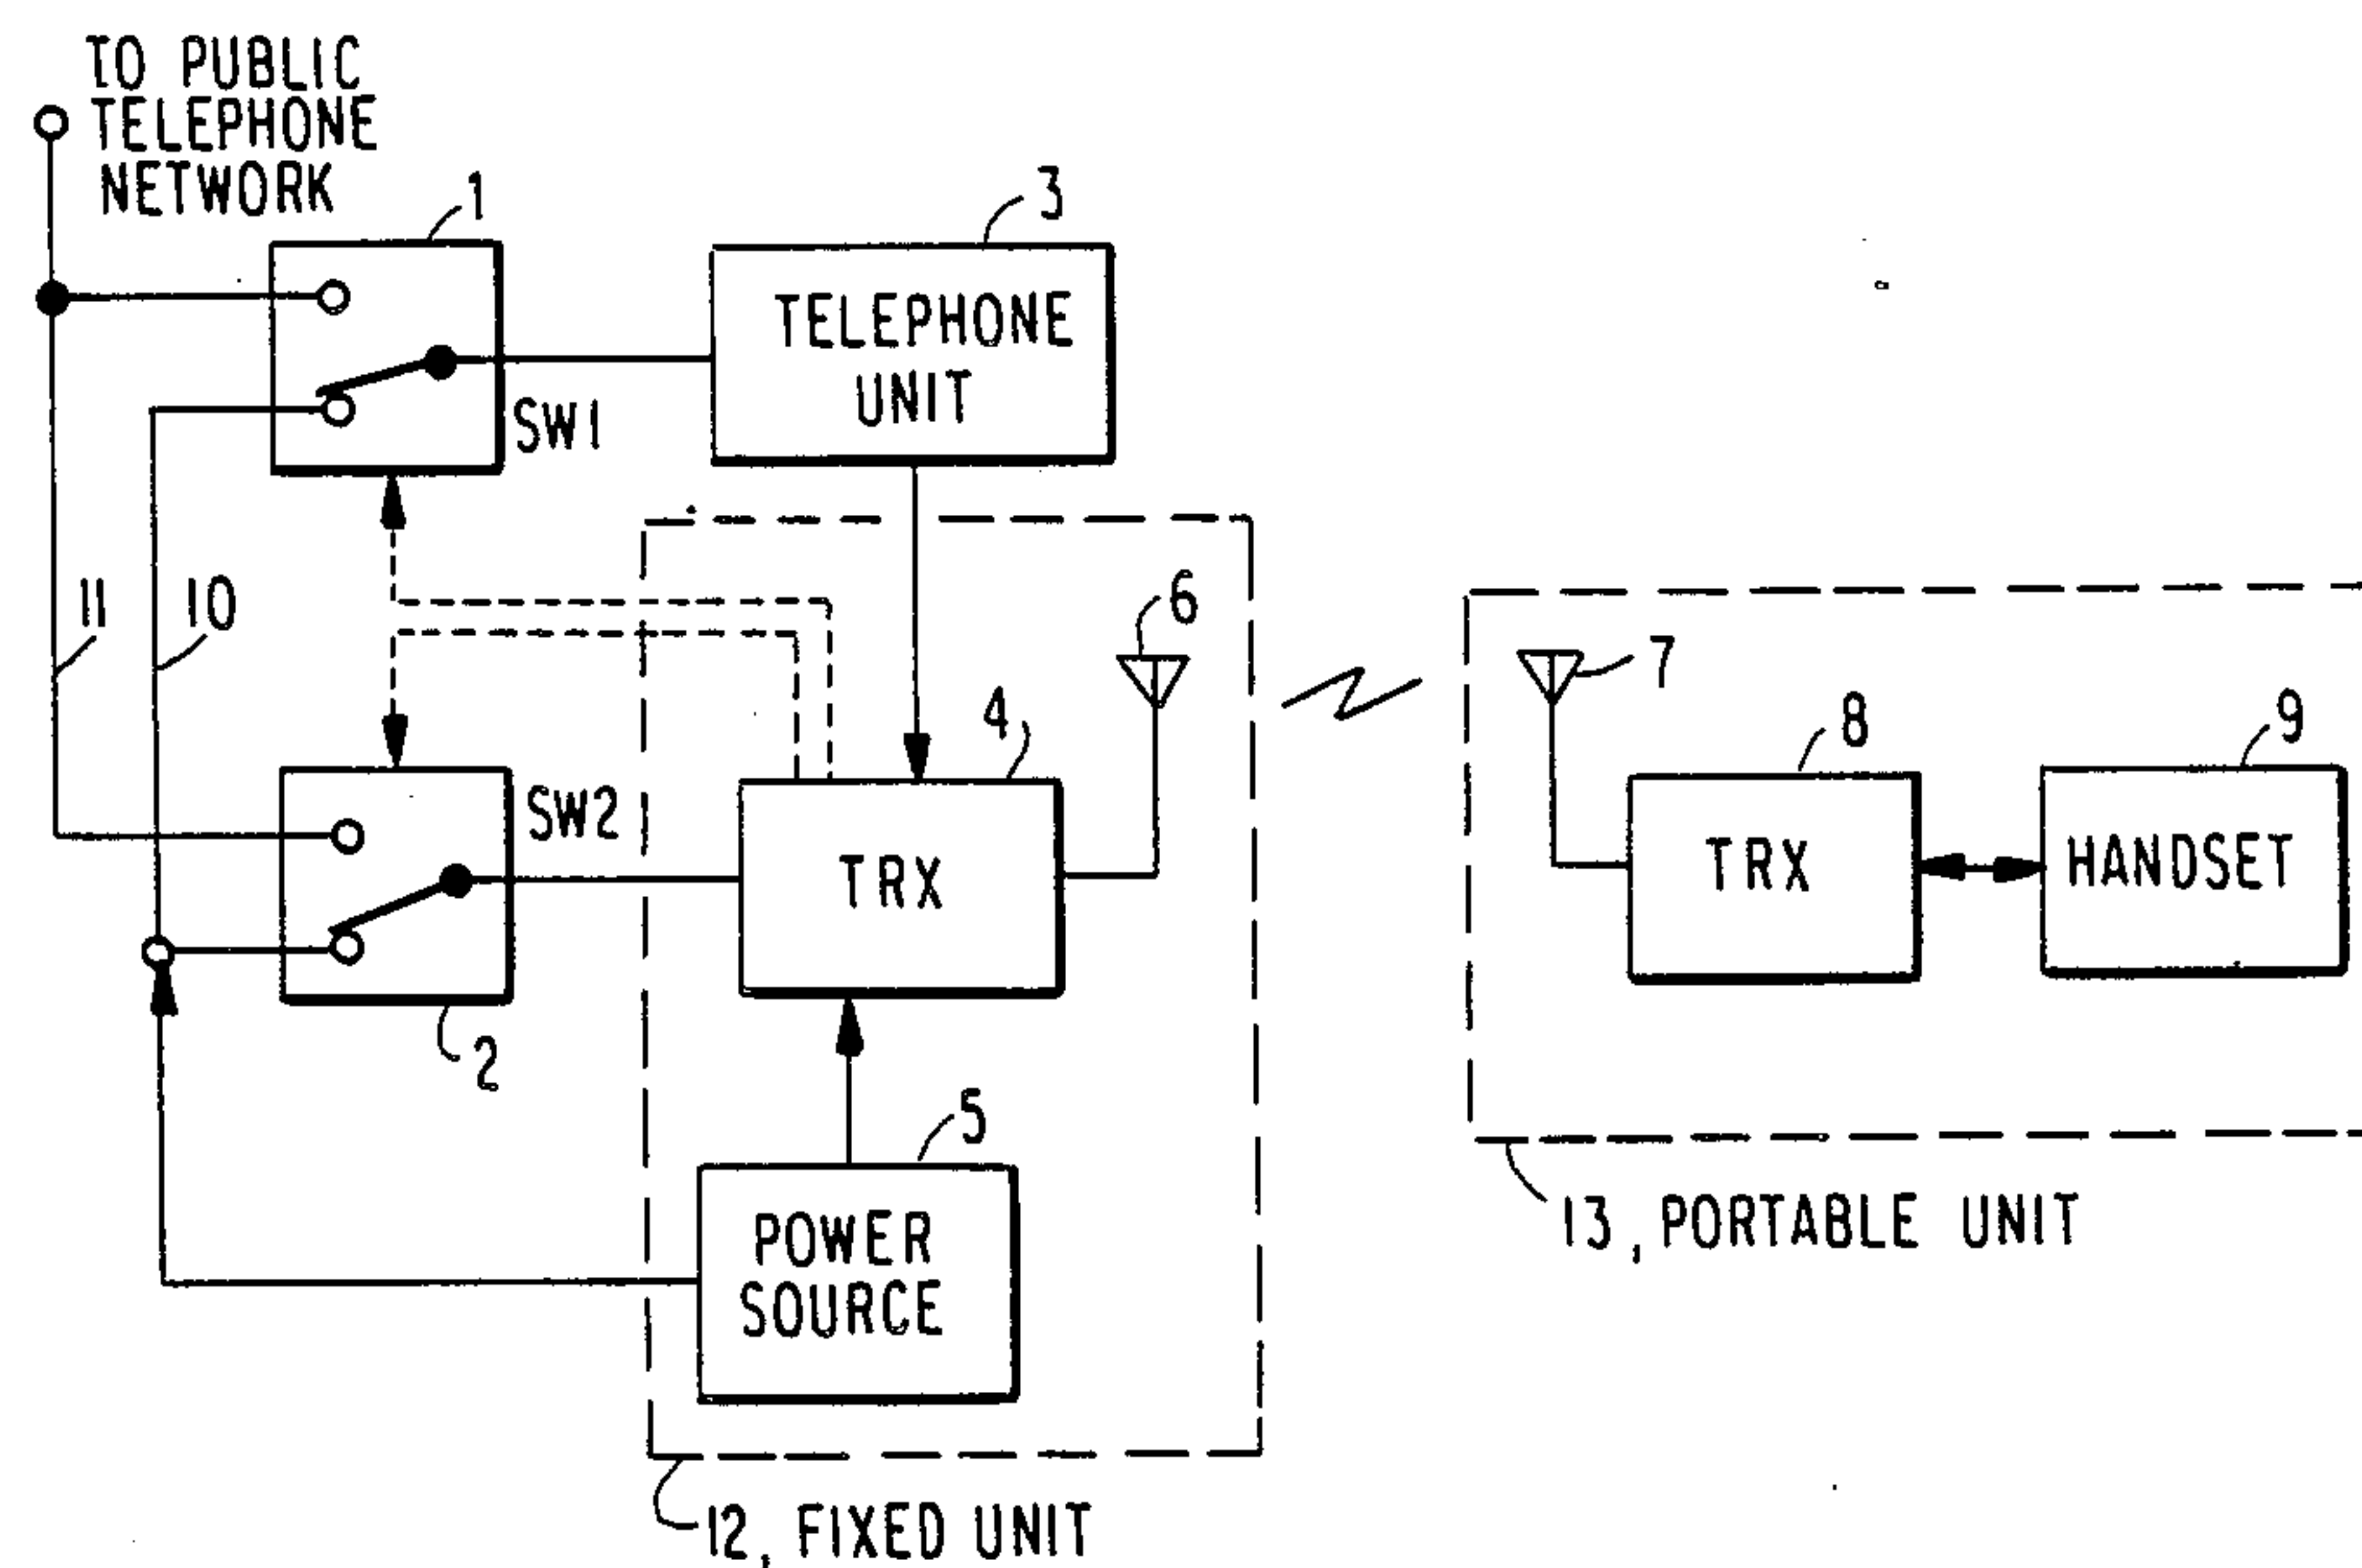 TO PUBLIC
TELEPHONE
NETWORK
1
3
TELEPHONE
UNIT
SW1
11
10
6
7
4
8
9
SW2
TRX
TRX
HANDSET
2
5
POWER
SOURCE
13, PORTABLE UNIT
12, FIXED UNIT